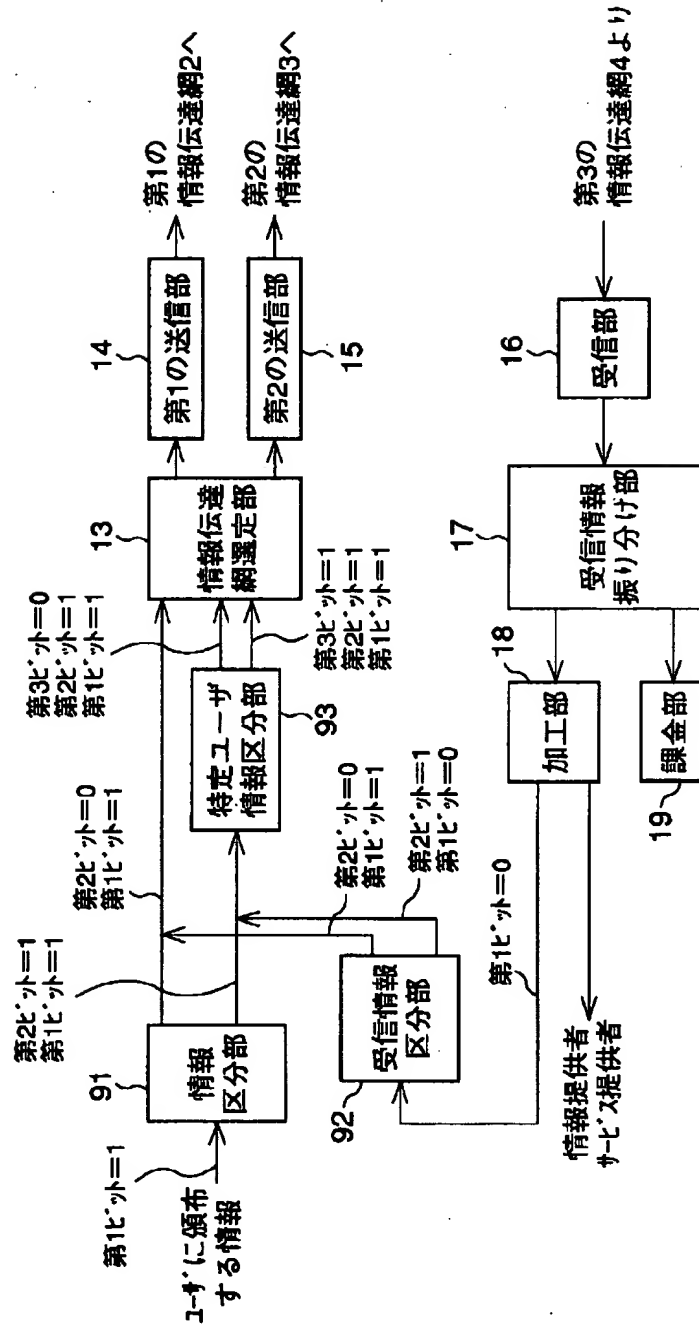 第1ビット=1
ユーザに頒布
する情報
91
情報
区分部
第2ビット=1
第1ビット=1
第2ビット=0
第1ビット=1
特定ユーザ
情報区分部
93
第3ビット=0
第2ビット=1
第1ビット=1
第3ビット=1
第2ビット=1
第1ビット=1
13
情報伝達
網選定部
14
第1の送信部
第1の
情報伝達網2へ
第2の送信部
15
第2の
情報伝達網3へ
92
受信情報
区分部
第2ビット=0
第1ビット=1
第2ビット=1
第1ビット=0
第1ビット=0
情報提供者
サービス提供者
18
加工部
19
課金部
17
受信情報
振り分け部
16
受信部
第3の
情報伝達網4より